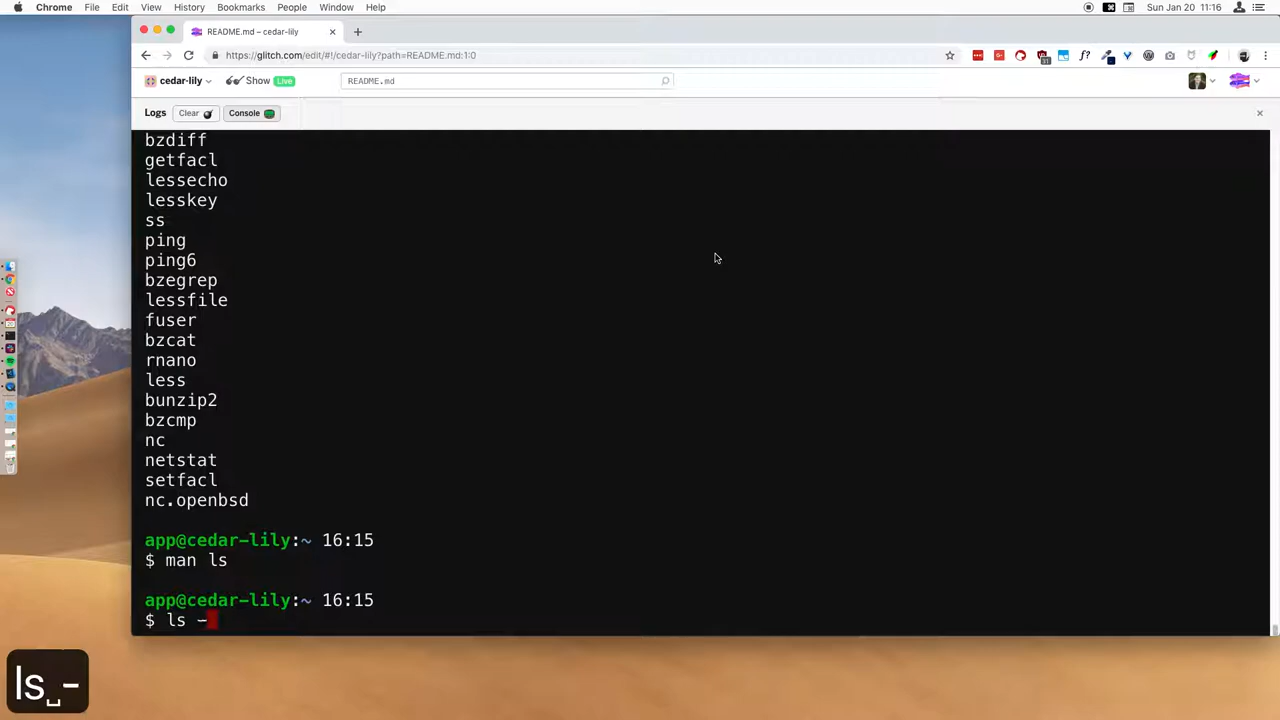 Chrome File Edit View History Bookmarks People Window Help Sun Jan 20 11:16
README.md – cedar-lily
https://glitch.com/edit/#!/cedar-lily?path=README.md:1:0
cedar-lily Show Live README.md
Logs Clear Console
bzdiff
getfacl
lessecho
lesskey
ss
ping
ping6
bzegrep
lessfile
fuser
bzcat
rnano
less
bunzip2
bzcmp
nc
netstat
setfacl
nc.openbsd
app@cedar-lily:~ 16:15
$ man ls
app@cedar-lily:~ 16:15
$ ls -
ls␣-